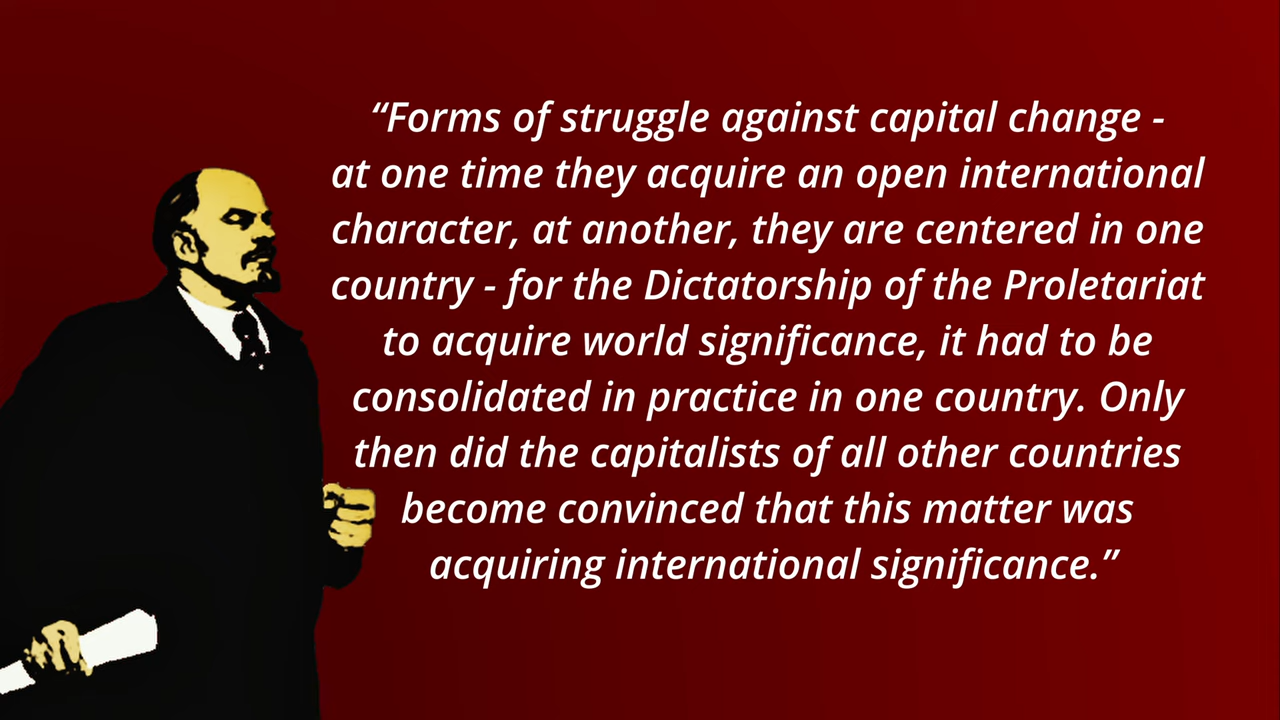 “Forms of struggle against capital change -
at one time they acquire an open international
character, at another, they are centered in one
country - for the Dictatorship of the Proletariat
to acquire world significance, it had to be
consolidated in practice in one country. Only
then did the capitalists of all other countries
become convinced that this matter was
acquiring international significance.”